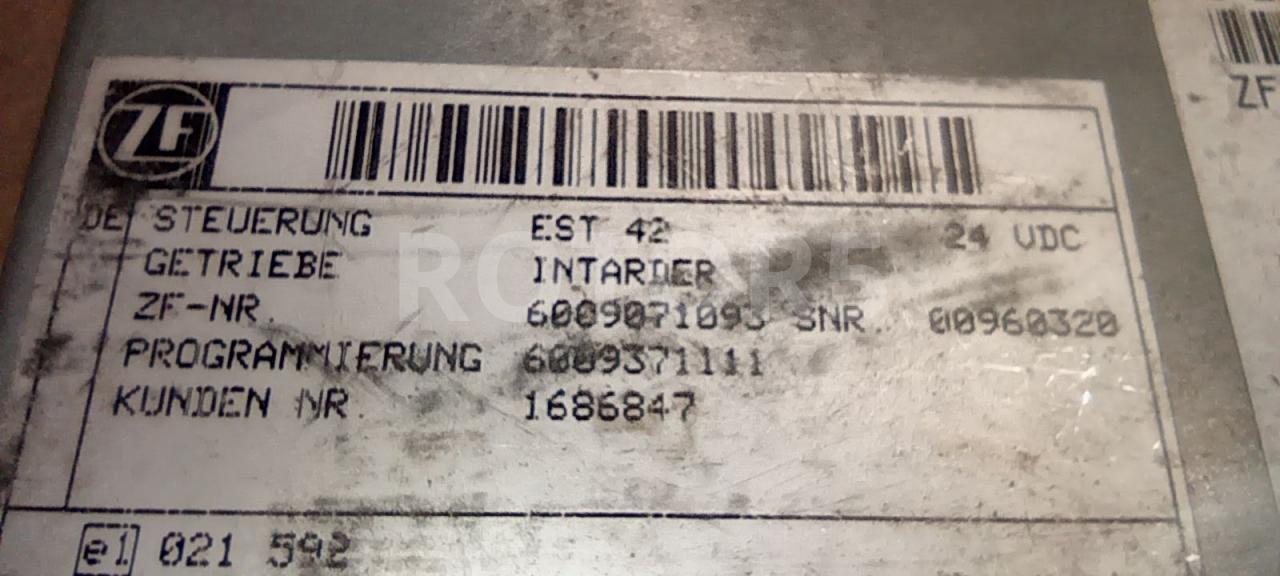 ZF
ZF
DE STEUERUNG EST 42 24 VDC
GETRIEBE INTARDER
ZF-NR. 6009071093 SNR. 00960320
PROGRAMMIERUNG 6009371111
KUNDEN NR. 1686847
e1 021 592